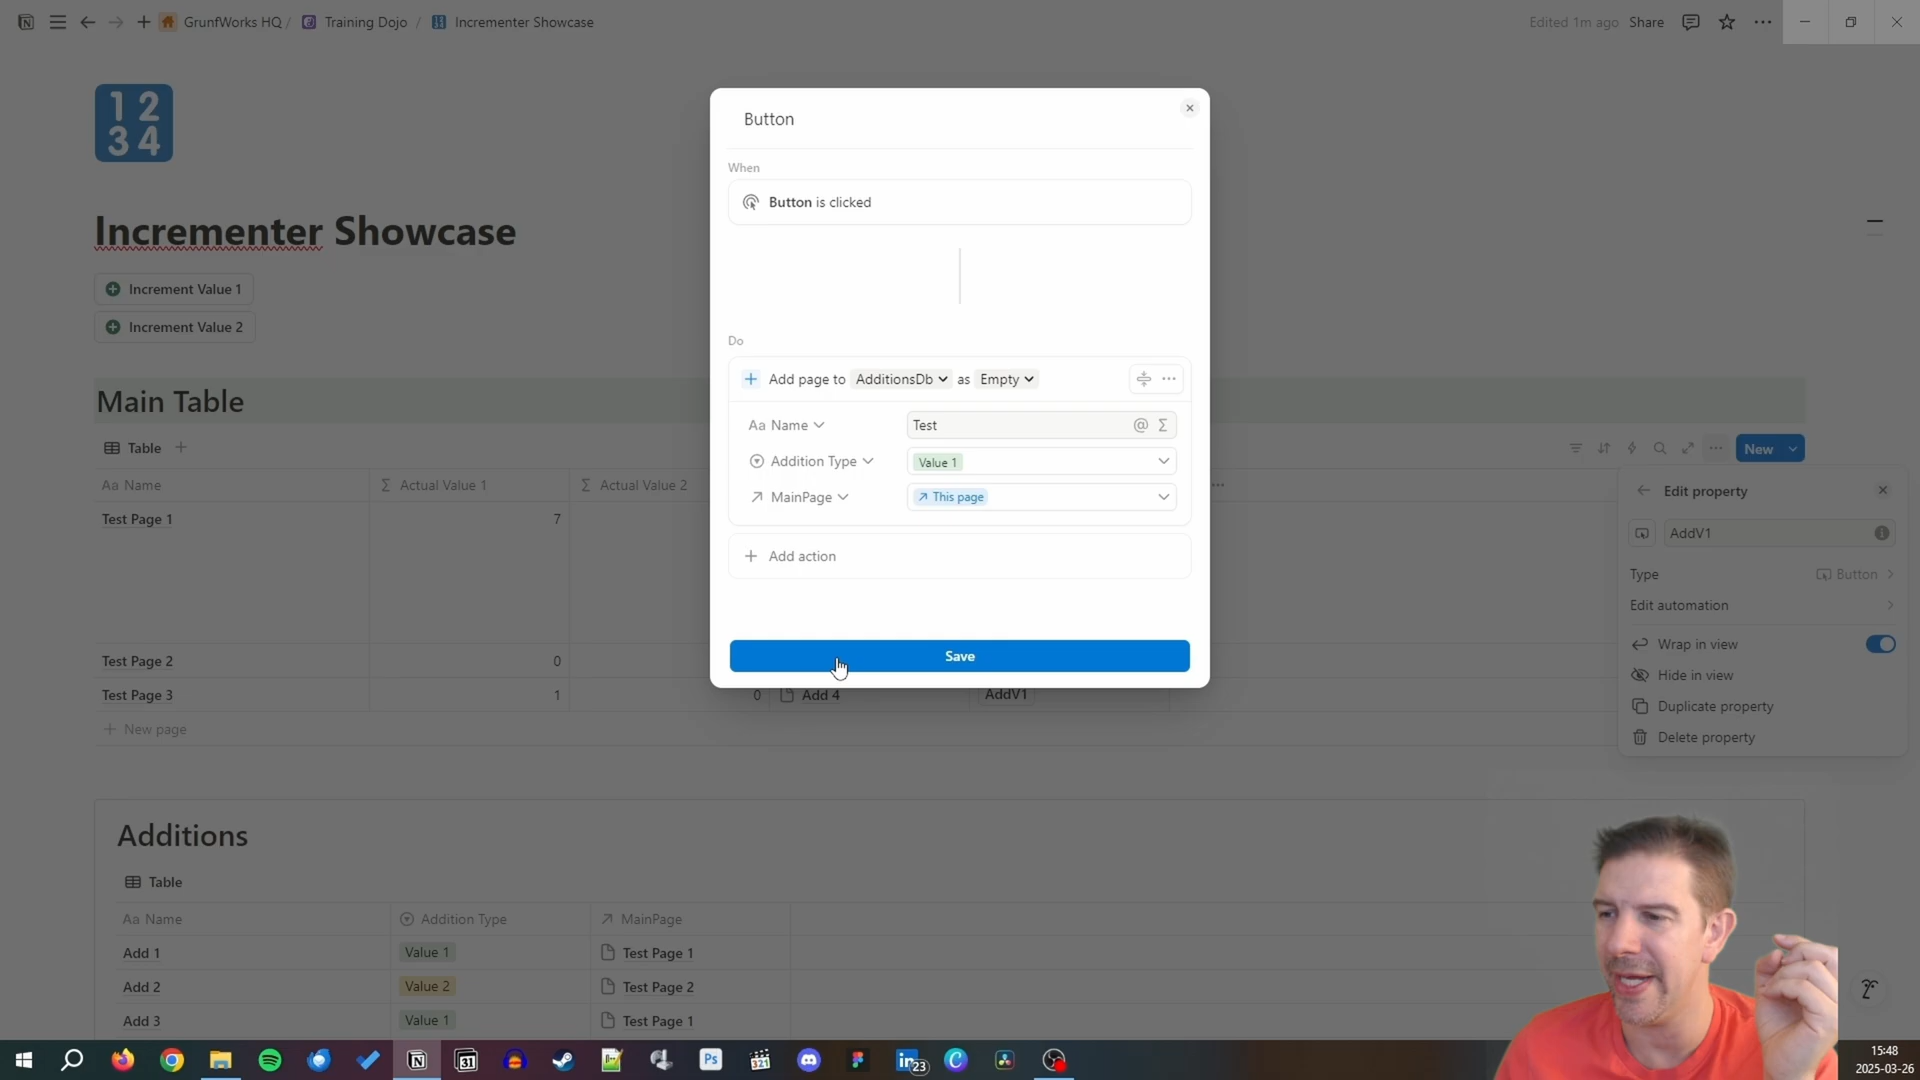 GrunfWorks HQ / Training Dojo / Incrementer Showcase
Edited 1m ago Share
1 2
3 4
Incrementer Showcase
Increment Value 1
Increment Value 2
Main Table
Table
New
Aa Name
Actual Value 1
Actual Value 2
Test Page 1
7
Test Page 2
0
Test Page 3
1
0
Add 4
AddV1
New page
Button
When
Button is clicked
Do
Add page to AdditionsDb as Empty
Aa Name
Test
@ Σ
Addition Type
Value 1
MainPage
This page
Add action
Save
Edit property
AddV1
Type
Button
Edit automation
Wrap in view
Hide in view
Duplicate property
Delete property
Additions
Table
Aa Name
Addition Type
MainPage
Add 1
Value 1
Test Page 1
Add 2
Value 2
Test Page 2
Add 3
Value 1
Test Page 1
31
Ps
321
in
23
15:48
2025-03-26